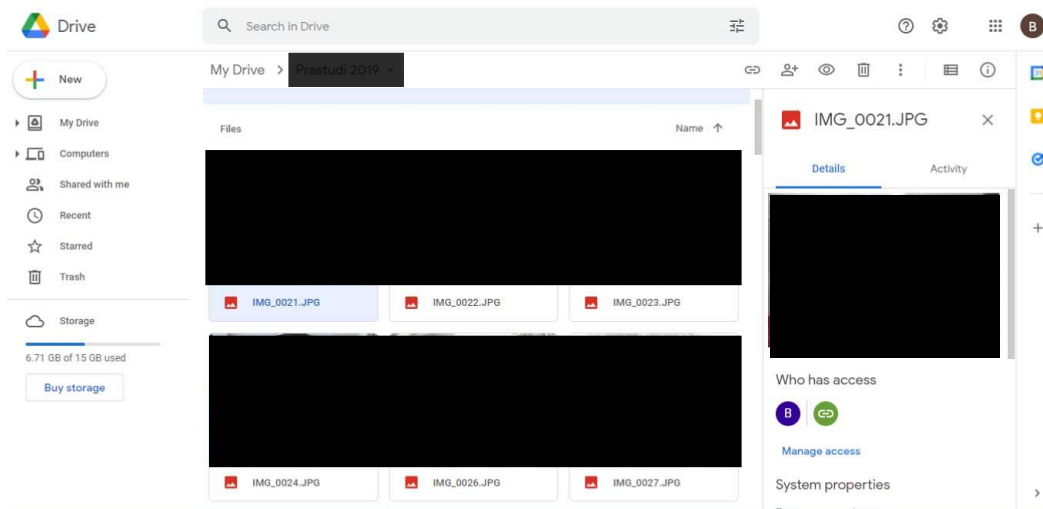 Drive
Search in Drive
B
New
My Drive
Computers
Shared with me
Recent
Starred
Trash
Storage
6.71 GB of 15 GB used
Buy storage
My Drive > Prastudi 2019
Files
Name
IMG_0021.JPG
IMG_0022.JPG
IMG_0023.JPG
IMG_0024.JPG
IMG_0026.JPG
IMG_0027.JPG
IMG_0021.JPG
Details
Activity
Who has access
B
Manage access
System properties